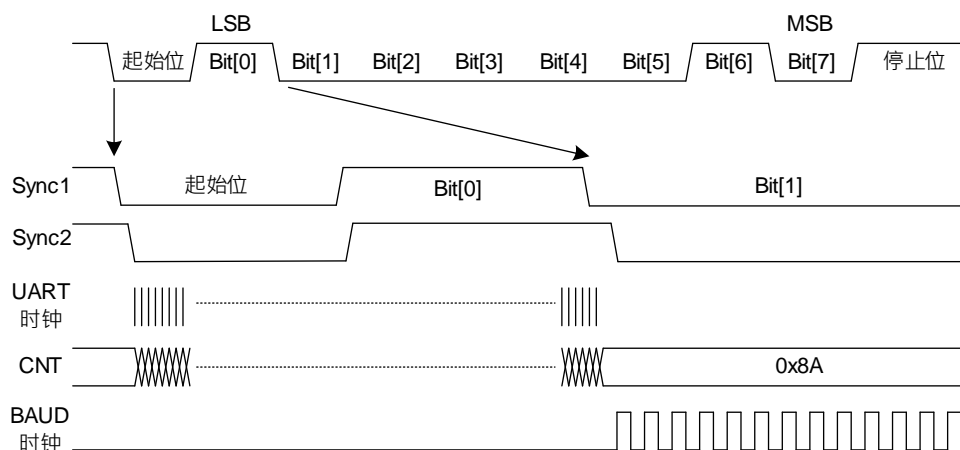 LSB MSB
起始位 Bit[0] Bit[1] Bit[2] Bit[3] Bit[4] Bit[5] Bit[6] Bit[7] 停止位
Sync1 起始位 Bit[0] Bit[1]
Sync2
UART
时钟
CNT 0x8A
BAUD
时钟